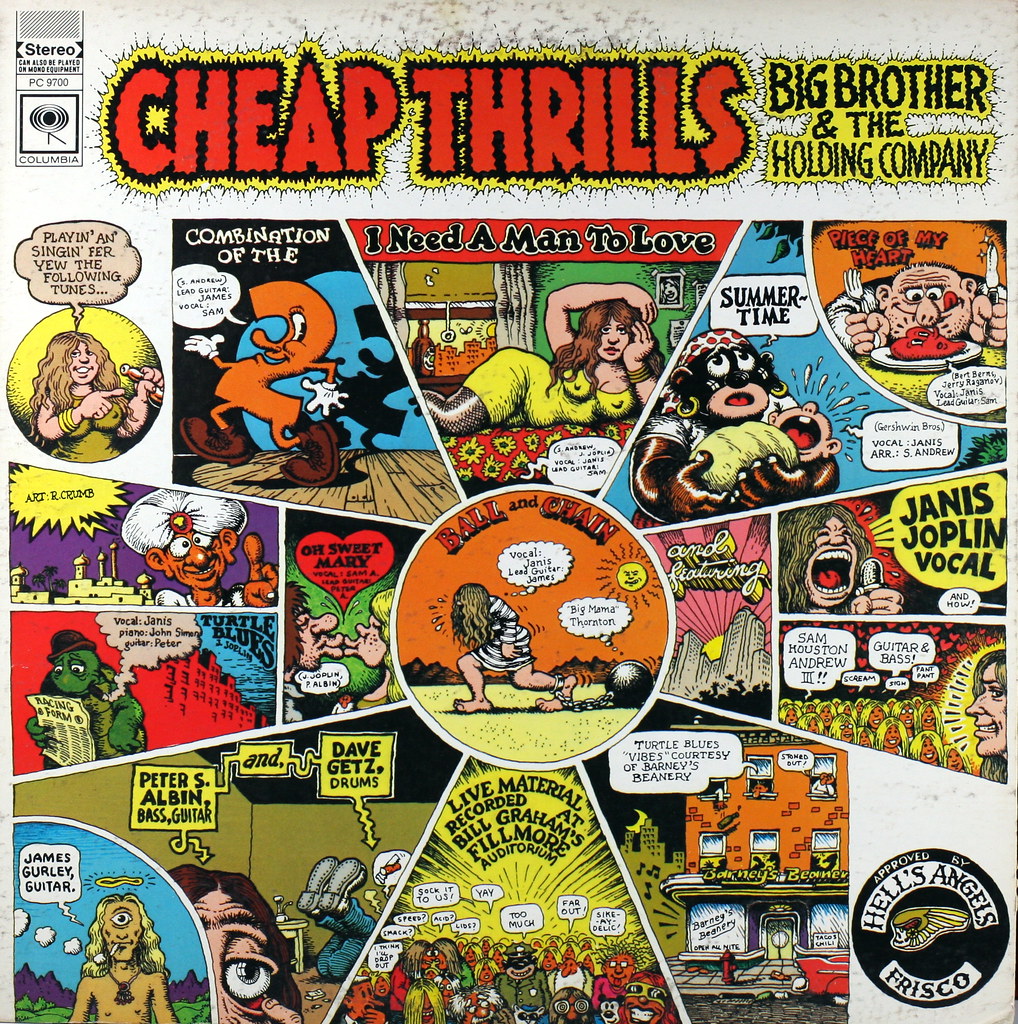 Stereo
CAN ALSO BE PLAYED
ON MONO EQUIPMENT
PC 9700
COLUMBIA
CHEAP THRILLS
BIG BROTHER
& THE
HOLDING COMPANY
PLAYIN' AN'
SINGIN' FER
YEW THE
FOLLOWING
TUNES...
COMBINATION
OF THE
(S. ANDREW)
LEAD GUITAR:
JAMES
VOCAL:
SAM
I Need A Man To Love
(S. ANDREW,
J. JOPLIN)
VOCAL: JANIS
LEAD GUITAR:
SAM
SUMMER-
TIME
(Gershwin Bros)
VOCAL: JANIS
ARR.: S. ANDREW
PIECE OF MY
HEART
(Bert Berns,
Jerry Raganov)
Vocal: Janis
Lead Guitar: Sam
ART: R. CRUMB
OH SWEET
MARY
VOCAL: SAM A.
LEAD GUITAR:
PETER
(J. JOPLIN,
P. ALBIN)
BALL and CHAIN
Vocal:
Janis
Lead Guitar:
James
"Big Mama"
Thornton
and
Featuring
JANIS
JOPLIN
VOCAL
AND
HOW!
vocal: Janis
piano: John Simon
guitar: Peter
TURTLE
BLUES
J. JOPLIN
RACING
FORM
SAM
HOUSTON
ANDREW
III!!
GUITAR &
BASS!
SCREAM
SIGH
PANT
PANT
PETER S.
ALBIN,
BASS, GUITAR
and,
DAVE
GETZ,
DRUMS
JAMES
GURLEY,
GUITAR.
LIVE MATERIAL
RECORDED AT
BILL GRAHAM'S
FILLMORE
AUDITORIUM
SOCK IT
TO US!
YAY
SPEED?
ACID?
LIDS?
SMACK?
I THINK
I'M
DROP
OUT
TOO
MUCH
FAR
OUT!
SIKE-
AY-
DELIC!
TURTLE BLUES
"VIBES" COURTESY
OF BARNEY'S
BEANERY
STONED
OUT!
Barney's Beanery
Barney's
Beanery
OPEN ALL NITE
TACOS
CHILI
APPROVED BY
HELL'S ANGELS
FRISCO